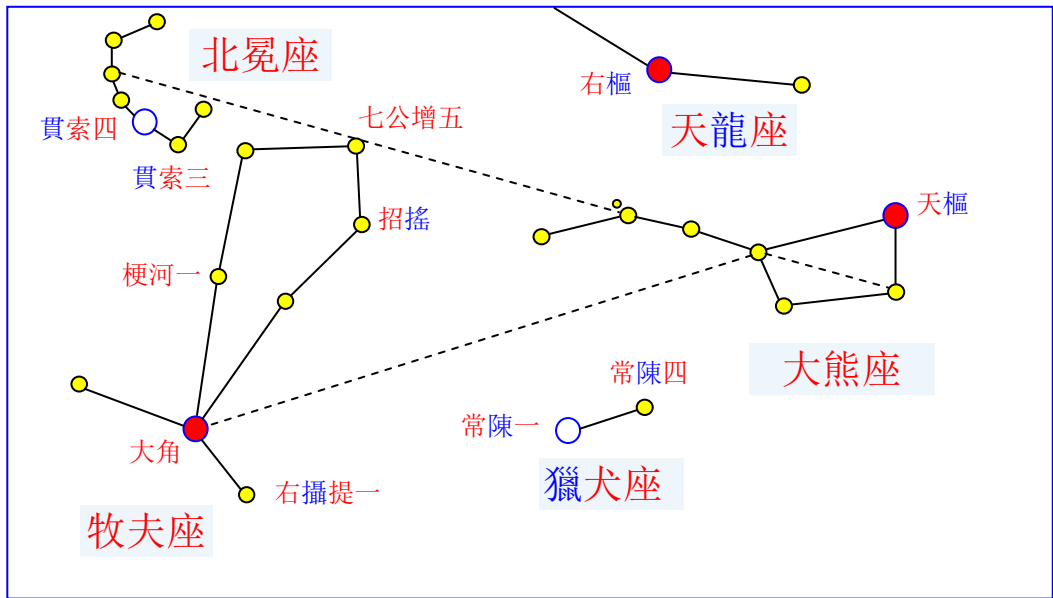 北冕座
右樞
天龍座
七公增五
貫索四
貫索三
招搖
天樞
梗河一
大熊座
常陳四
常陳一
大角
獵犬座
右攝提一
牧夫座